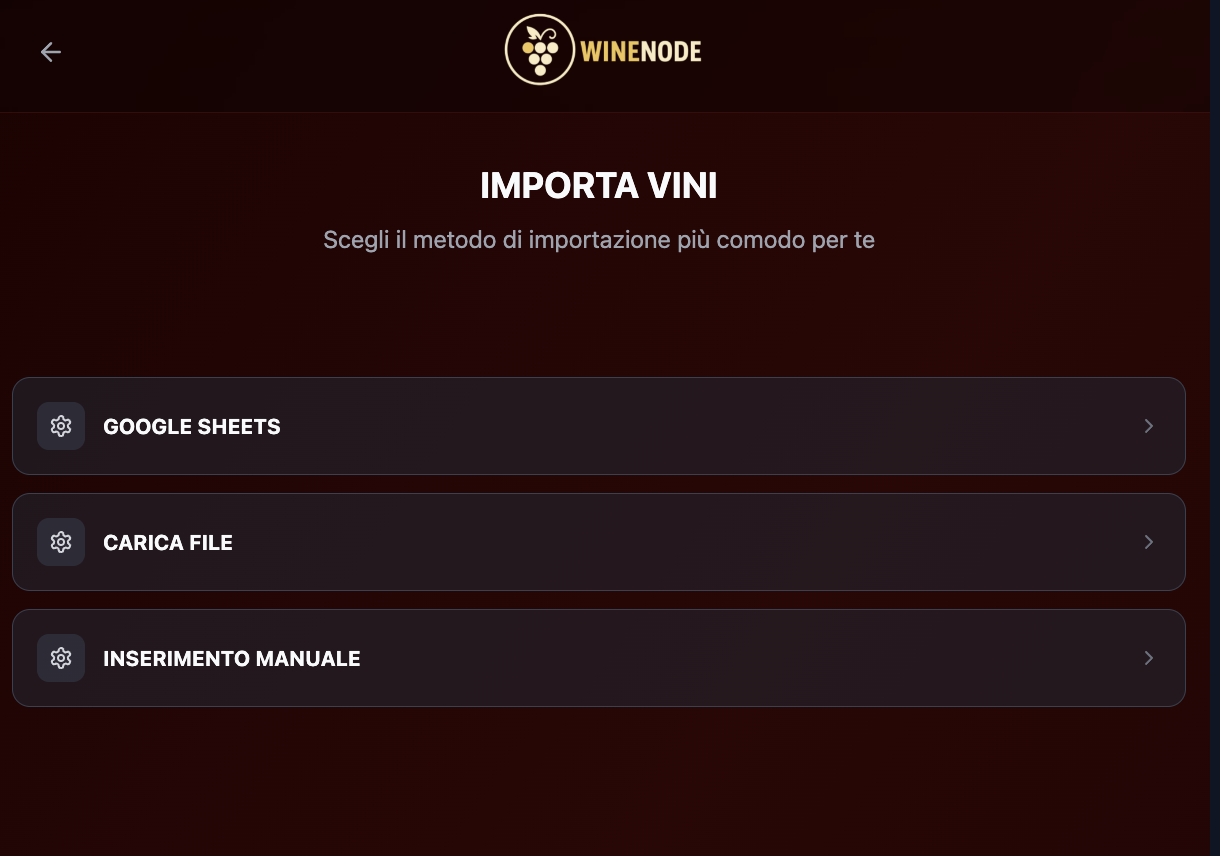 WINENODE
IMPORTA VINI
Scegli il metodo di importazione più comodo per te
GOOGLE SHEETS
CARICA FILE
INSERIMENTO MANUALE